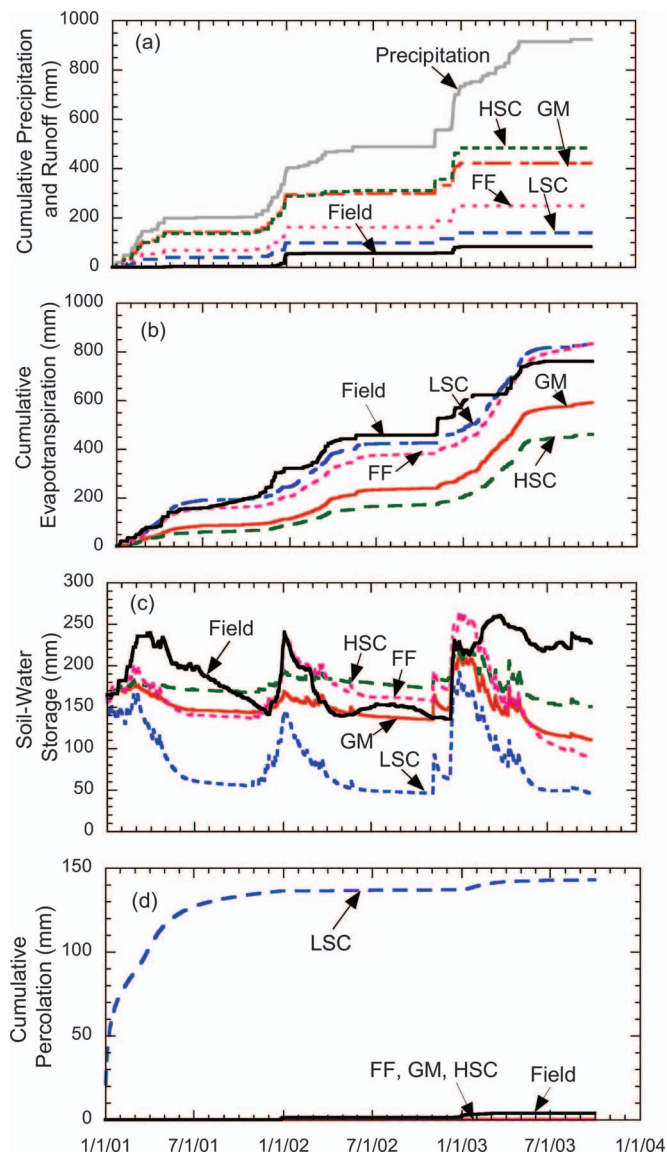 (a)
Precipitation
HSC
GM
FF
LSC
Field
Cumulative Precipitation
and Runoff (mm)
1000
800
600
400
200
0
(b)
Field
LSC
GM
FF
HSC
Cumulative
Evapotranspiration (mm)
1000
800
600
400
200
0
(c)
Field
HSC
FF
GM
LSC
Soil-Water
Storage (mm)
300
250
200
150
100
50
0
(d)
LSC
FF, GM, HSC
Field
Cumulative
Percolation (mm)
150
100
50
0
1/1/01 7/1/01 1/1/02 7/1/02 1/1/03 7/1/03 1/1/04